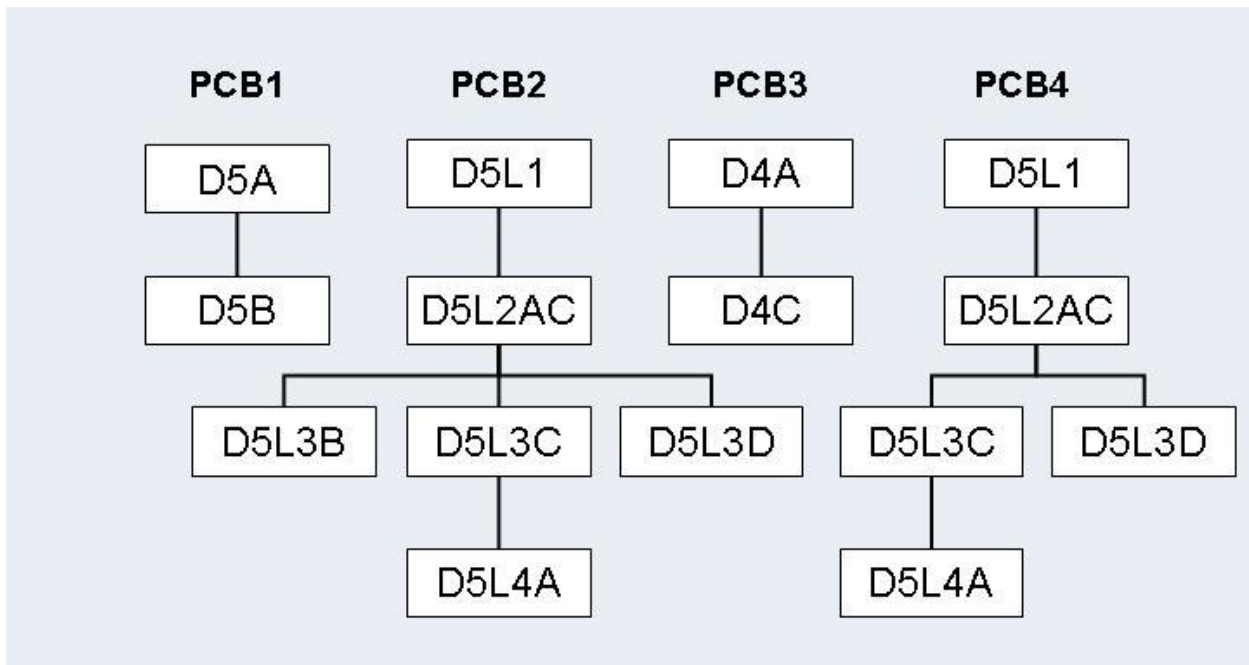 PCB1 PCB2 PCB3 PCB4
D5A D5L1 D4A D5L1
D5B D5L2AC D4C D5L2AC
D5L3B D5L3C D5L3D D5L3C D5L3D
D5L4A D5L4A